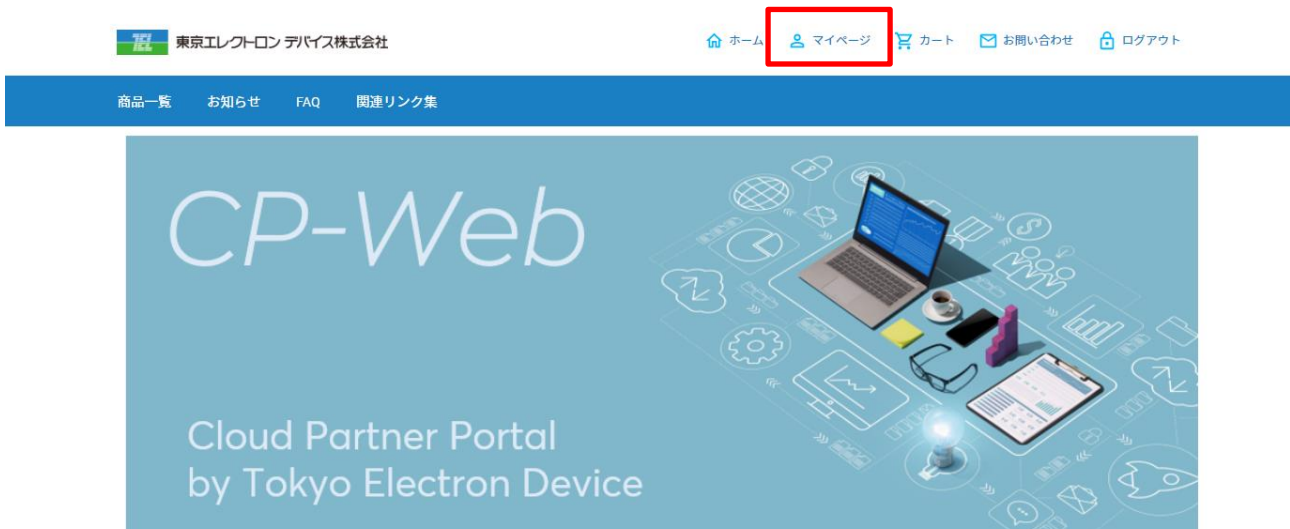 TEL 東京エレクトロン デバイス株式会社 ホーム マイページ カート お問い合わせ ログアウト
商品一覧 お知らせ FAQ 関連リンク集
CP-Web
Cloud Partner Portal
by Tokyo Electron Device